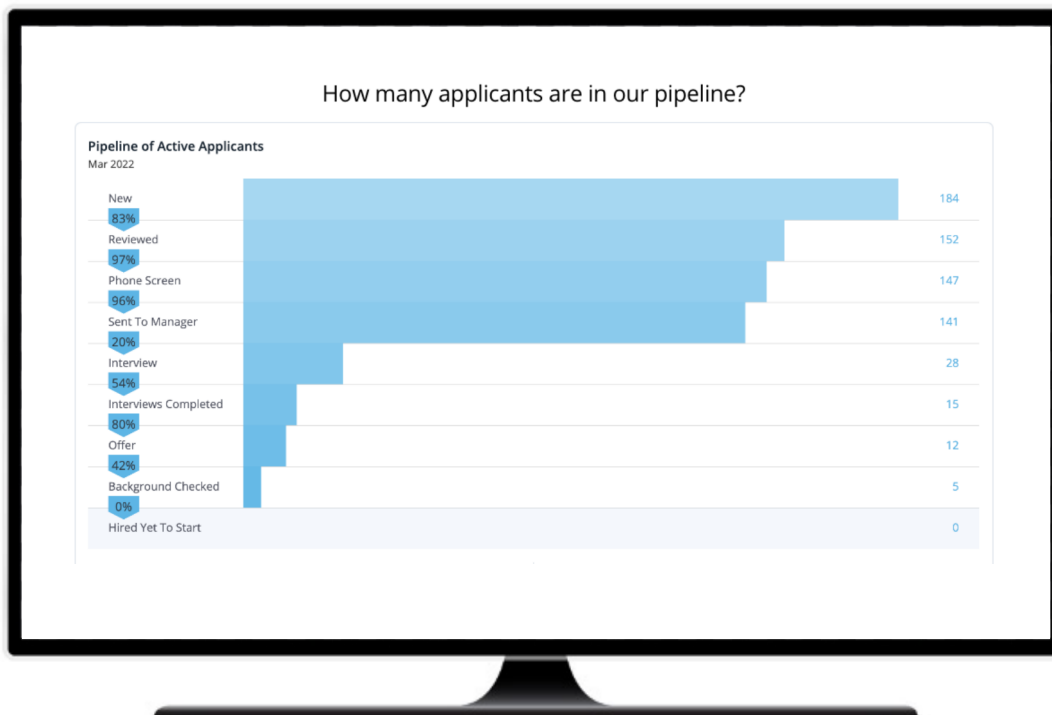 How many applicants are in our pipeline?
Pipeline of Active Applicants
Mar 2022
New 184
83%
Reviewed 152
97%
Phone Screen 147
96%
Sent To Manager 141
20%
Interview 28
54%
Interviews Completed 15
80%
Offer 12
42%
Background Checked 5
0%
Hired Yet To Start 0